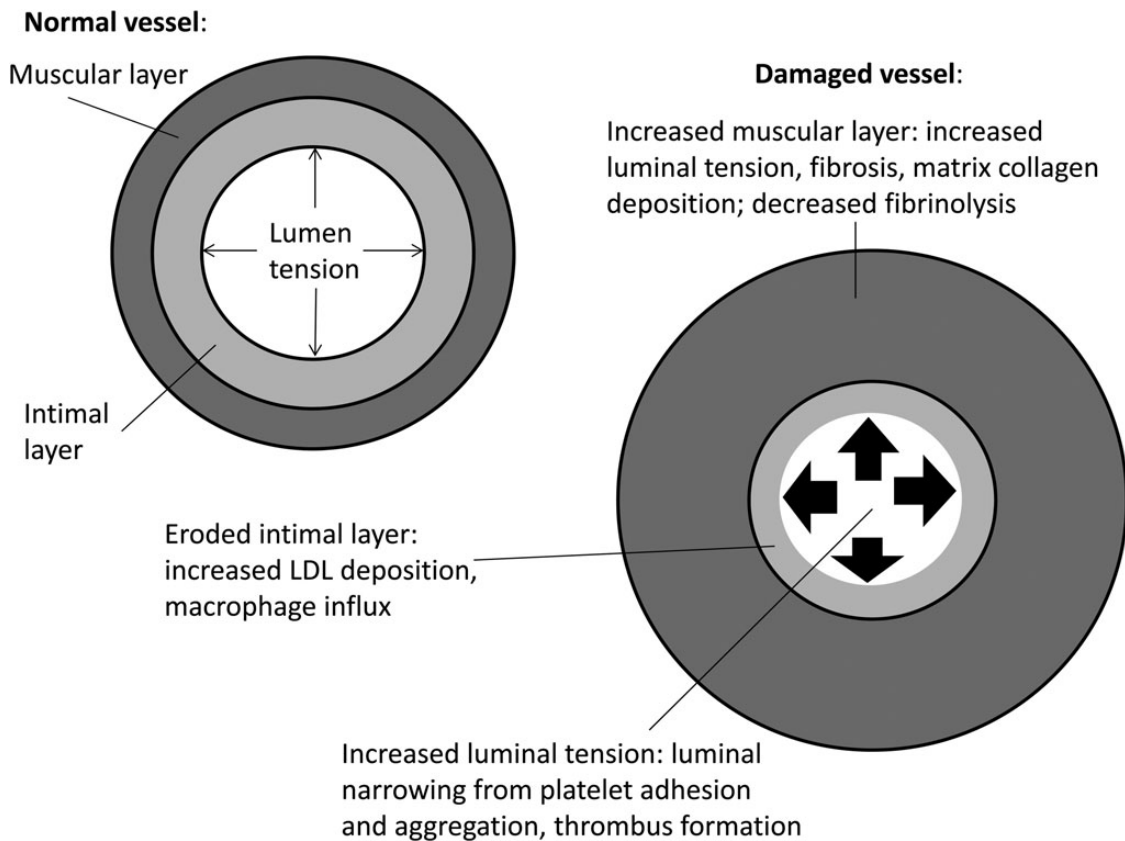 Normal vessel:
Muscular layer
Lumen
tension
Intimal
layer
Damaged vessel:
Increased muscular layer: increased
luminal tension, fibrosis, matrix collagen
deposition; decreased fibrinolysis
Eroded intimal layer:
increased LDL deposition,
macrophage influx
Increased luminal tension: luminal
narrowing from platelet adhesion
and aggregation, thrombus formation